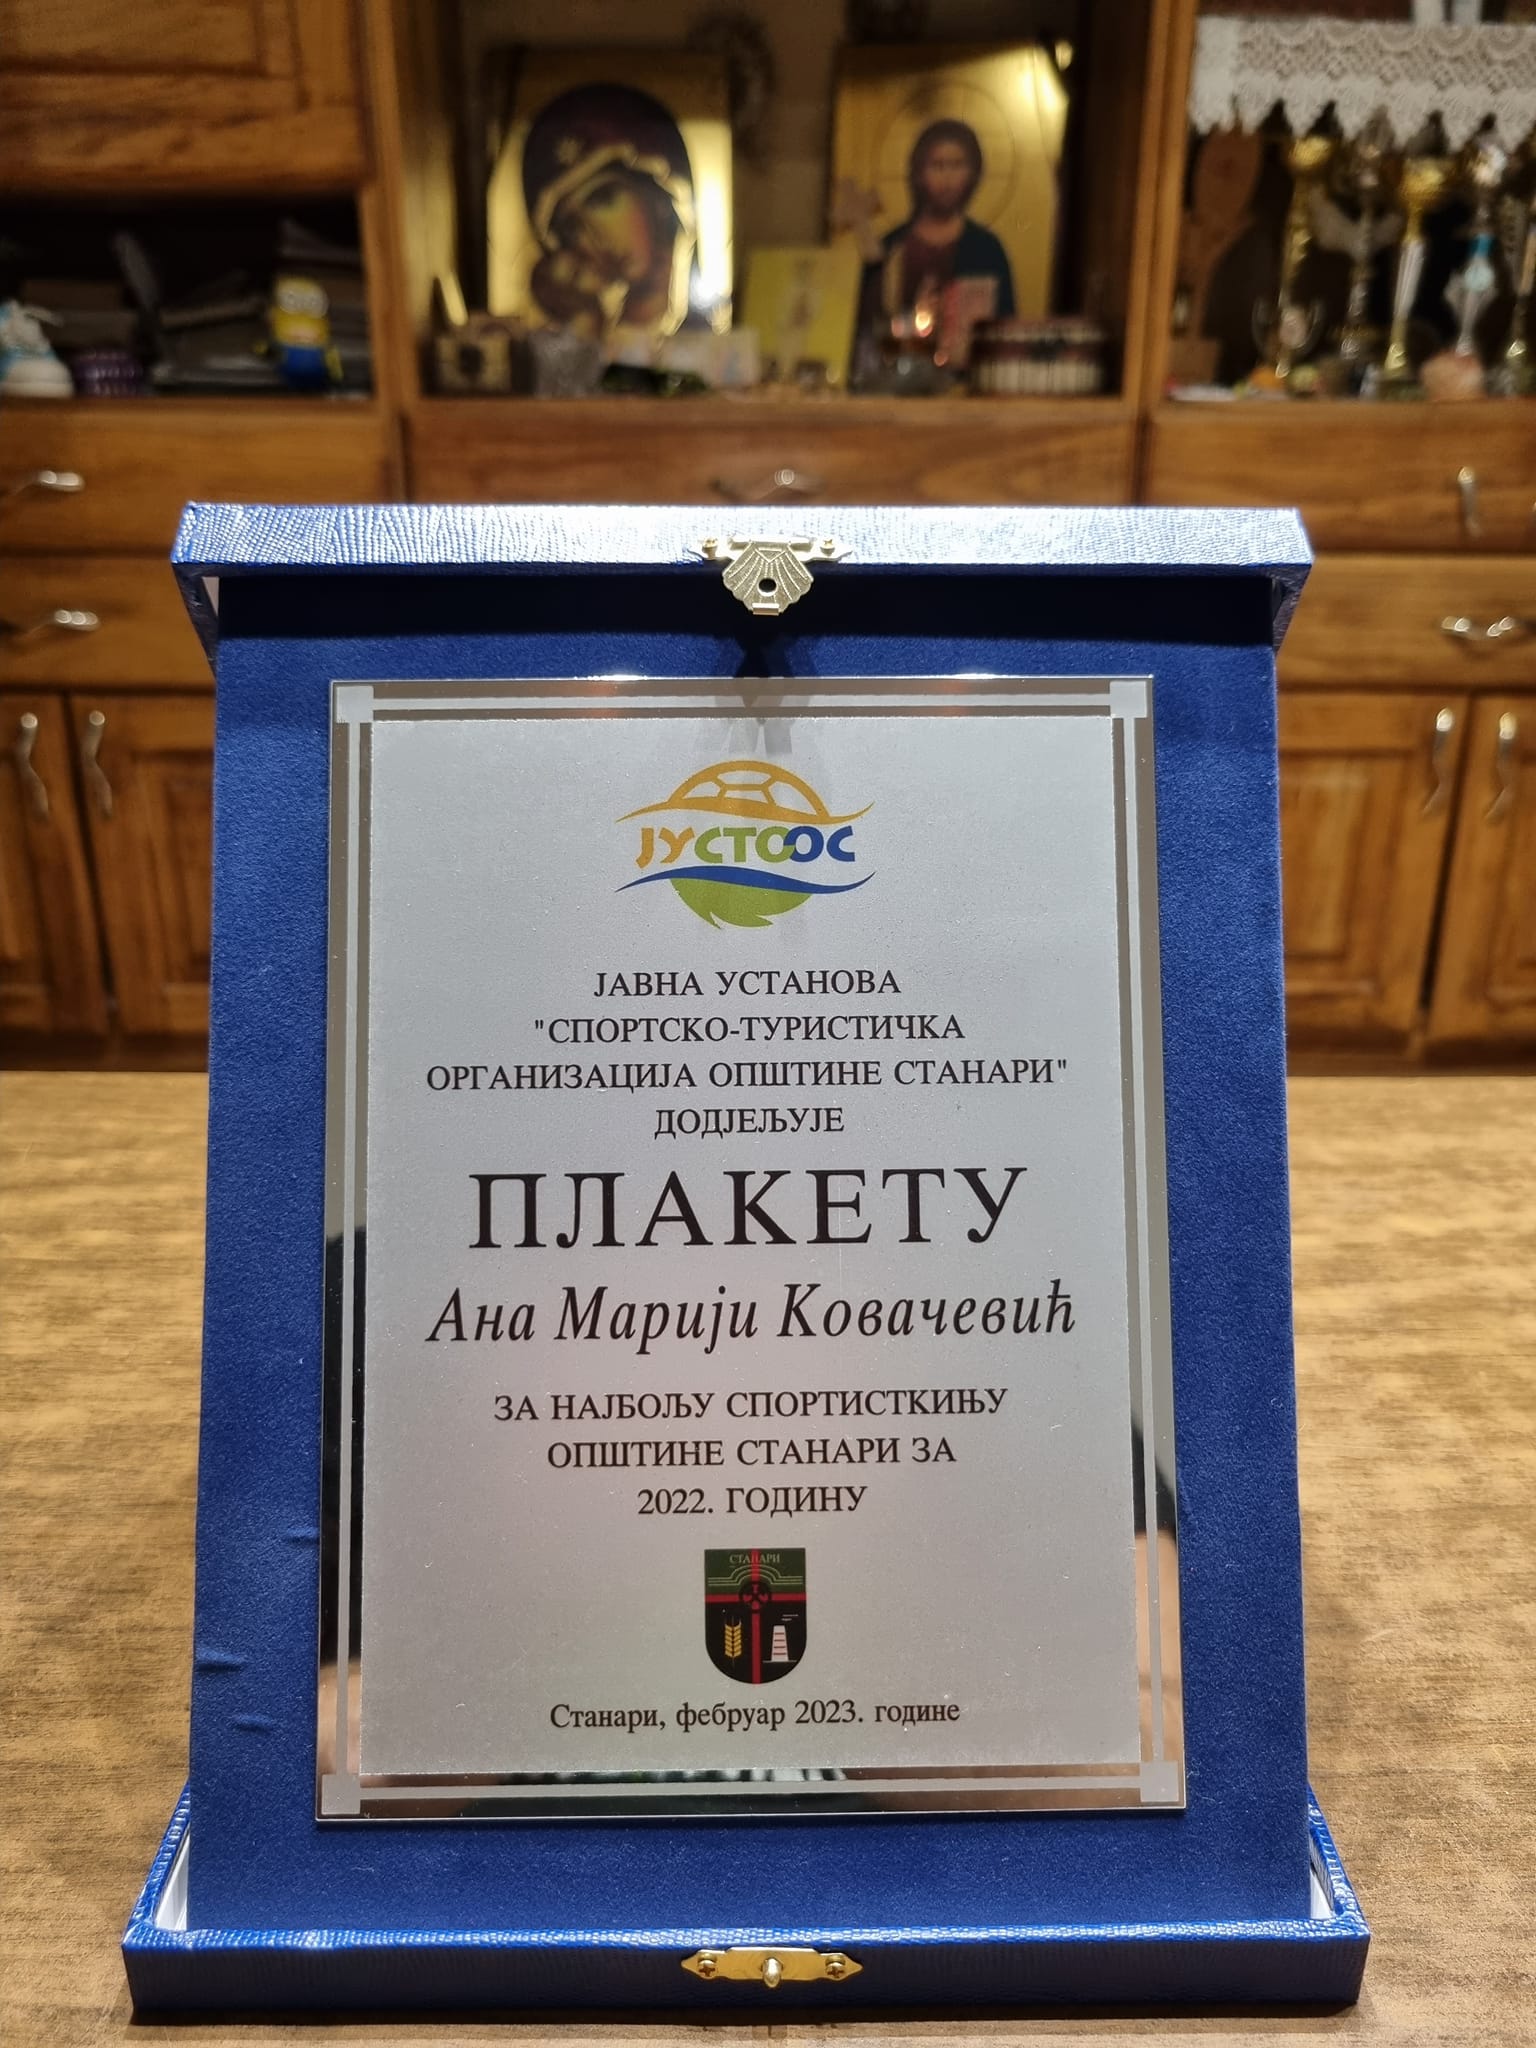 ЈУСТООС
ЈАВНА УСТАНОВА
"СПОРТСКО-ТУРИСТИЧКА
ОРГАНИЗАЦИЈА ОПШТИНЕ СТАНАРИ"
ДОДЈЕЉУЈЕ
ПЛАКЕТУ
Ана Марији Ковачевић
ЗА НАЈБОЉУ СПОРТИСТКИЊУ
ОПШТИНЕ СТАНАРИ ЗА
2022. ГОДИНУ
СТАНАРИ
Станари, фебруар 2023. године